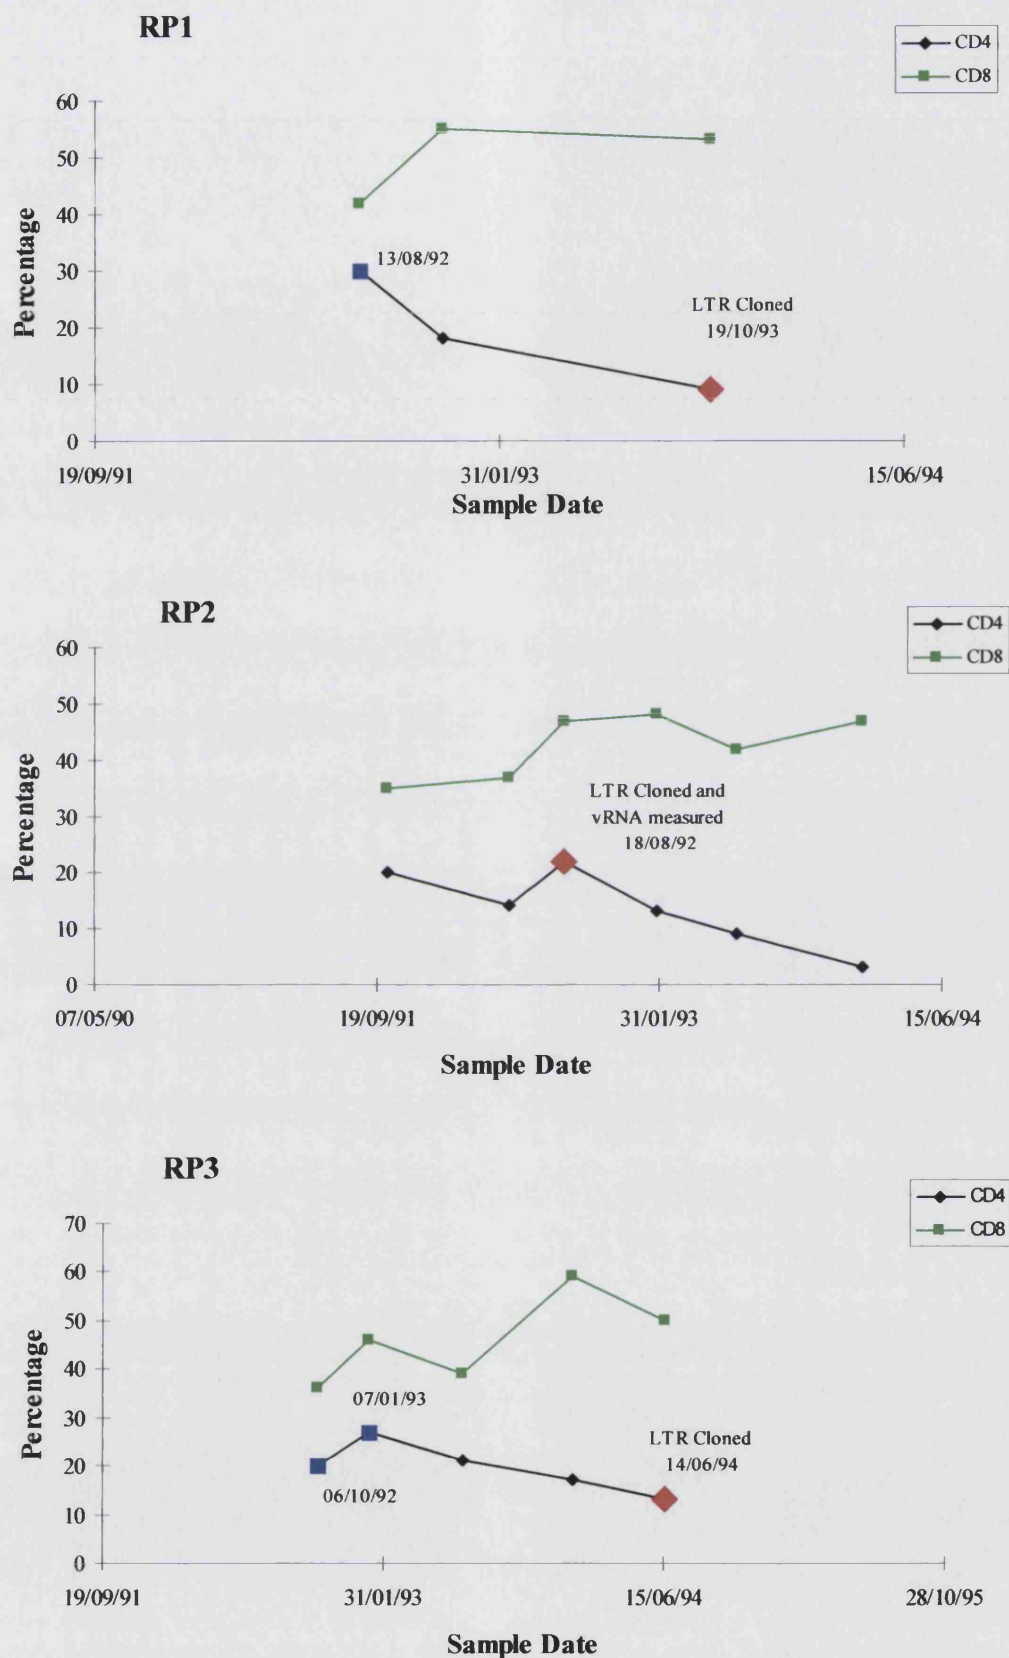 RP1
CD4
CD8
60
50
40
30
20
10
0
Percentage
13/08/92
LTR Cloned
19/10/93
19/09/91
31/01/93
15/06/94
Sample Date
RP2
CD4
CD8
60
50
40
30
20
10
0
Percentage
LTR Cloned and
vRNA measured
18/08/92
07/05/90
19/09/91
31/01/93
15/06/94
Sample Date
RP3
CD4
CD8
70
60
50
40
30
20
10
0
Percentage
07/01/93
06/10/92
LTR Cloned
14/06/94
19/09/91
31/01/93
15/06/94
28/10/95
Sample Date